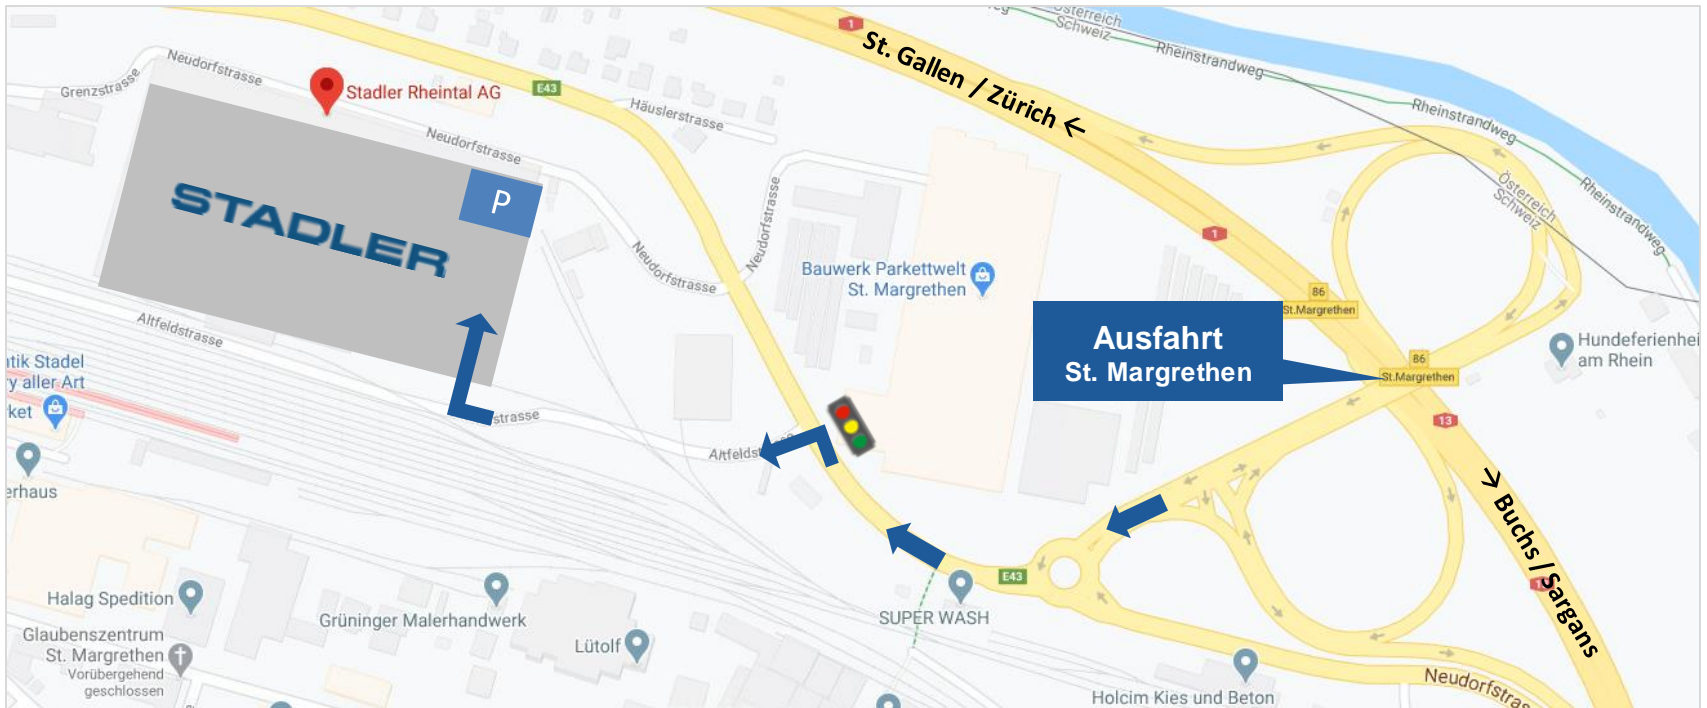 Österreich
Schweiz
Rheinstrandweg
1
St. Gallen / Zürich ←
Neudorfstrasse
Grenzstrasse
Stadler Rheintal AG
E43
Häuslerstrasse
Rheinstrandweg
Neudorfstrasse
P
STADLER
Neudorfstrasse
Neudorfstrasse
Österreich
Schweiz
Rheinstrandweg
1
Bauwerk Parkettwelt
St. Margrethen
86
St.Margrethen
Ausfahrt
St. Margrethen
86
St.Margrethen
Hundeferienhei
am Rhein
Altfeldstrasse
ntik Stadel
y aller Art
ket
strasse
13
Altfeldst
→ Buchs / Sargans
erhaus
E43
Halag Spedition
Grüninger Malerhandwerk
SUPER WASH
Lütolf
Glaubenszentrum
St. Margrethen
Vorübergehend
geschlossen
Holcim Kies und Beton
Neudorfstras